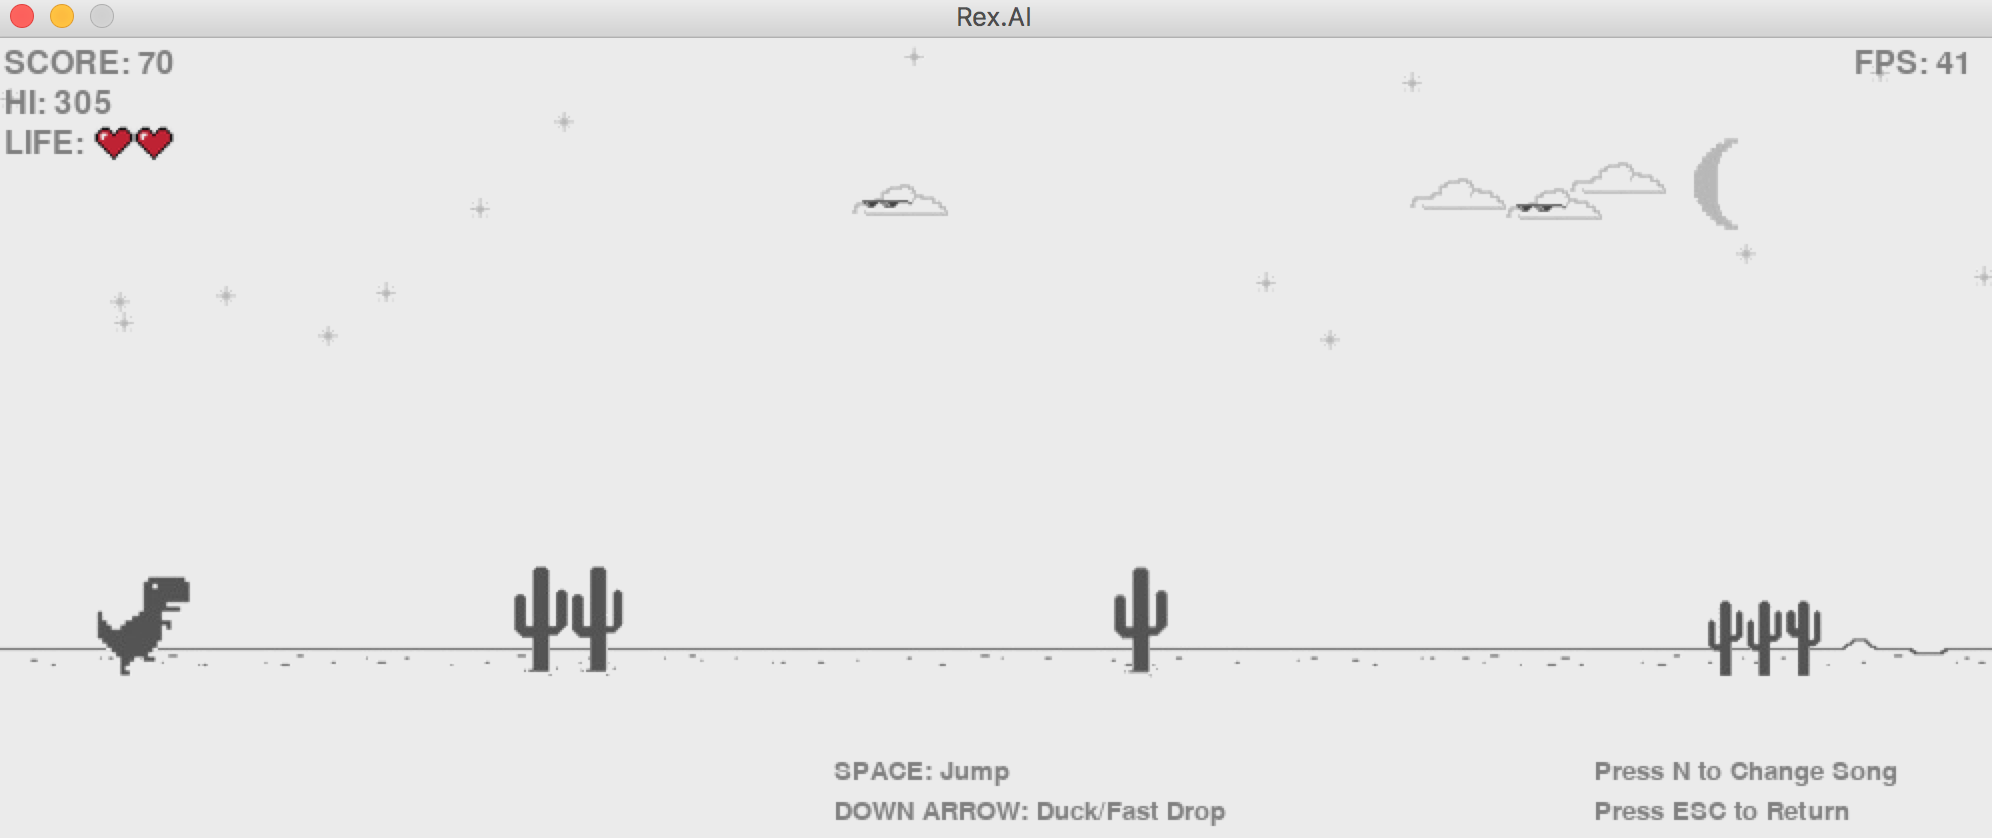 Rex.AI
SCORE: 70
FPS: 41
HI: 305
LIFE:
SPACE: Jump
Press N to Change Song
DOWN ARROW: Duck/Fast Drop
Press ESC to Return